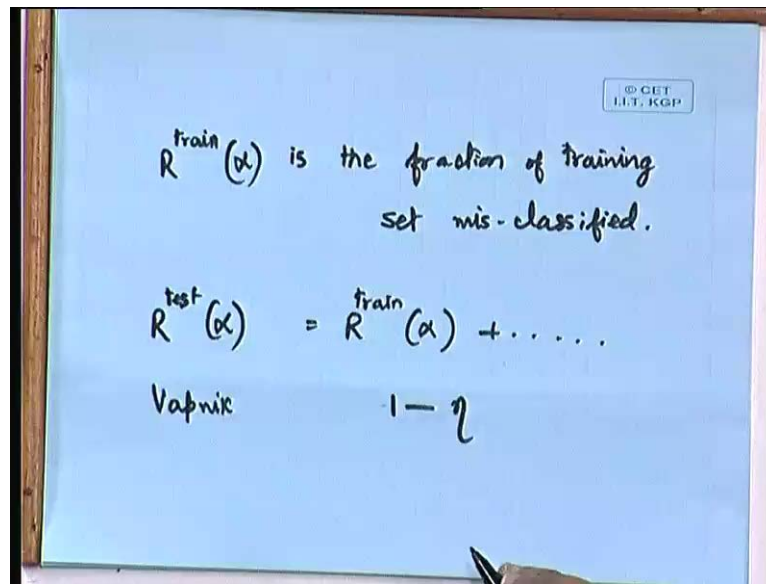 © CET
I.I.T. KGP
R^train(α) is the fraction of training
set mis-classified.
R^test(α) = R^train(α) + . . . . .
Vapnik 1 – η